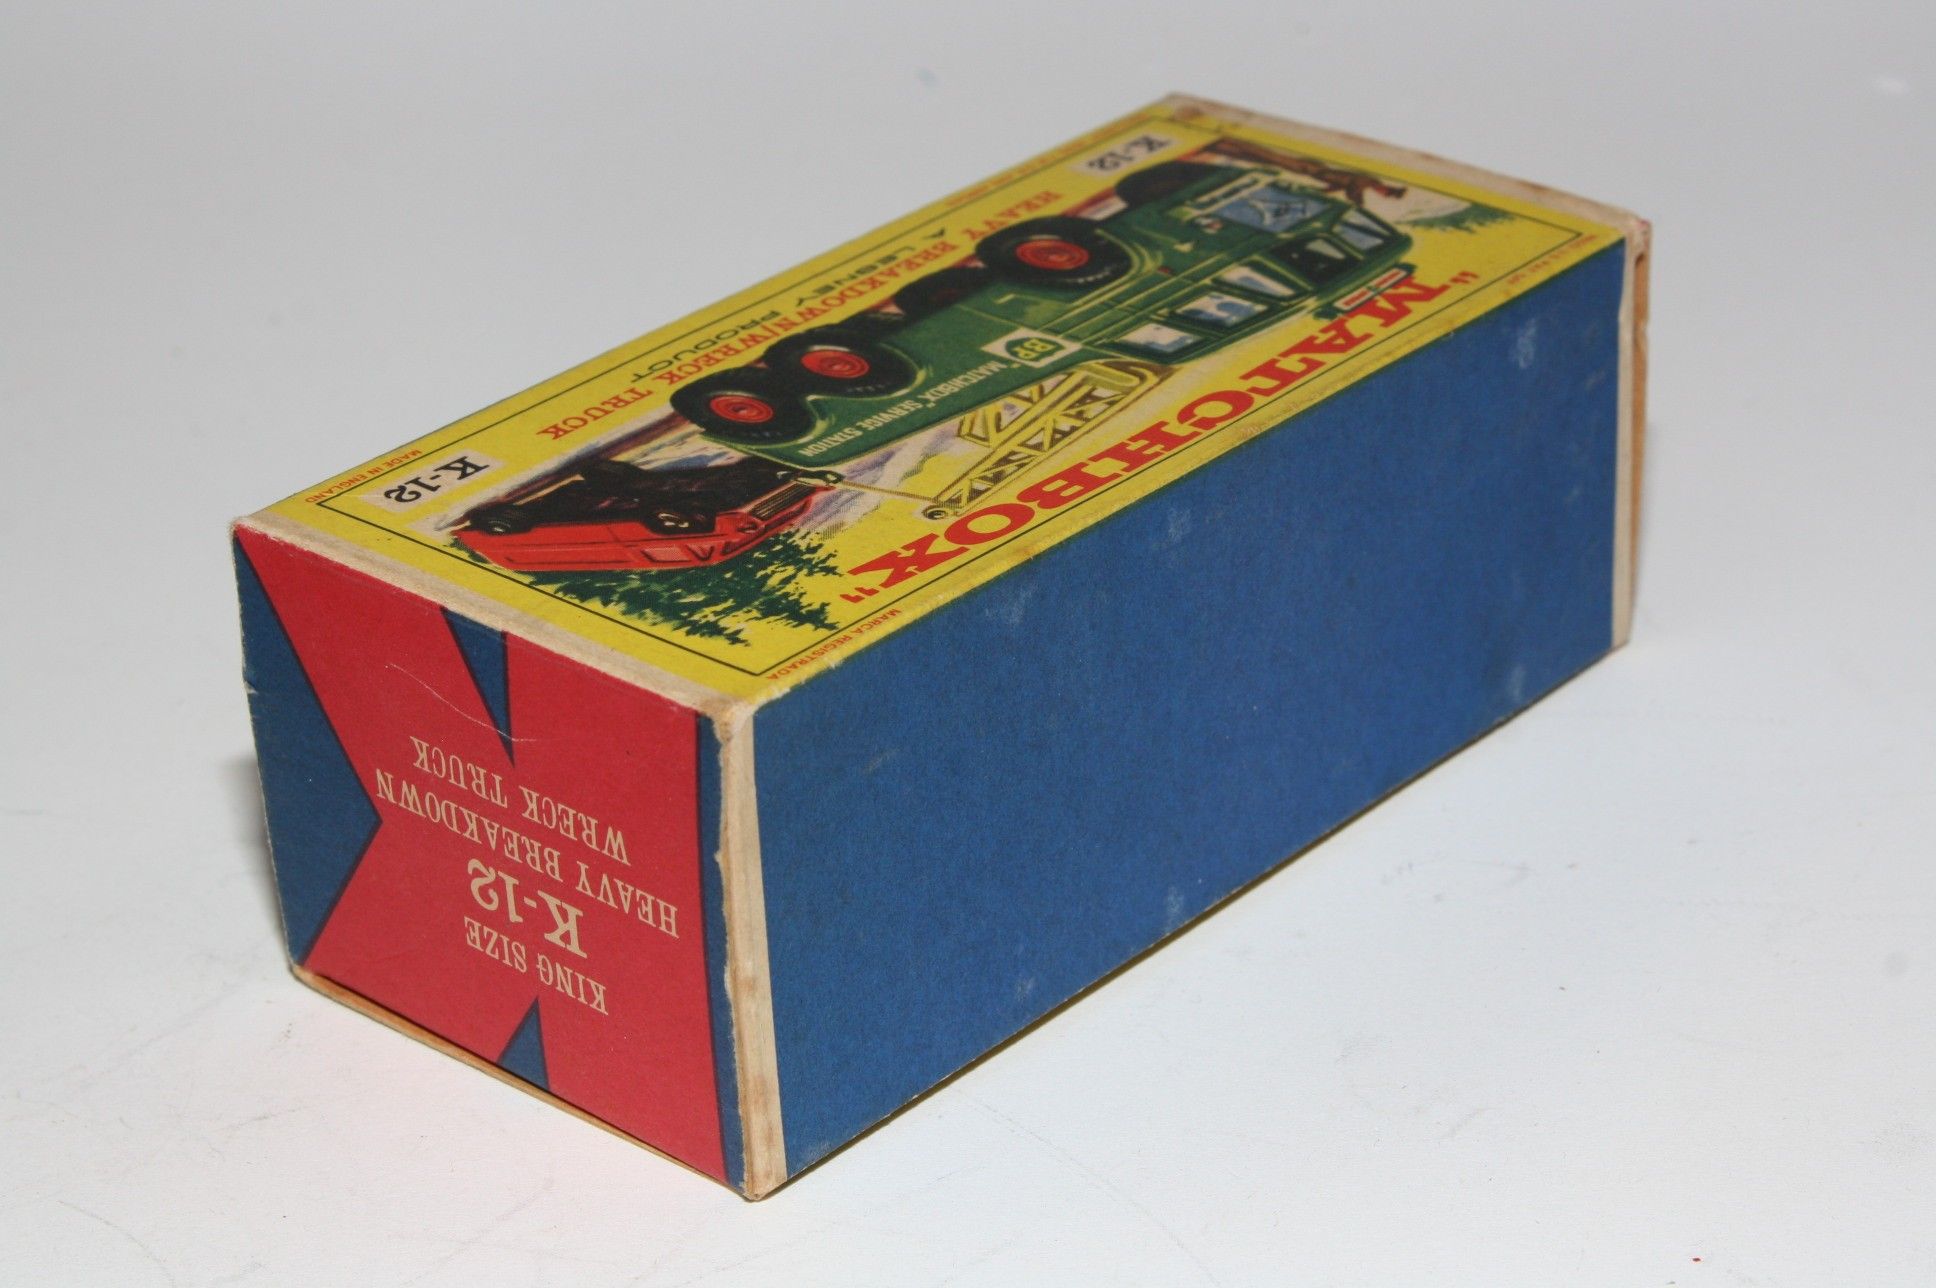 "MATCHBOX"
MARCA REGISTRADA
BP
"MATCHBOX" SERVICE STATION
K-12
K-12
HEAVY BREAKDOWN/WRECK TRUCK
A LESNEY PRODUCT
MADE IN ENGLAND
KING SIZE
K-12
HEAVY BREAKDOWN
WRECK TRUCK